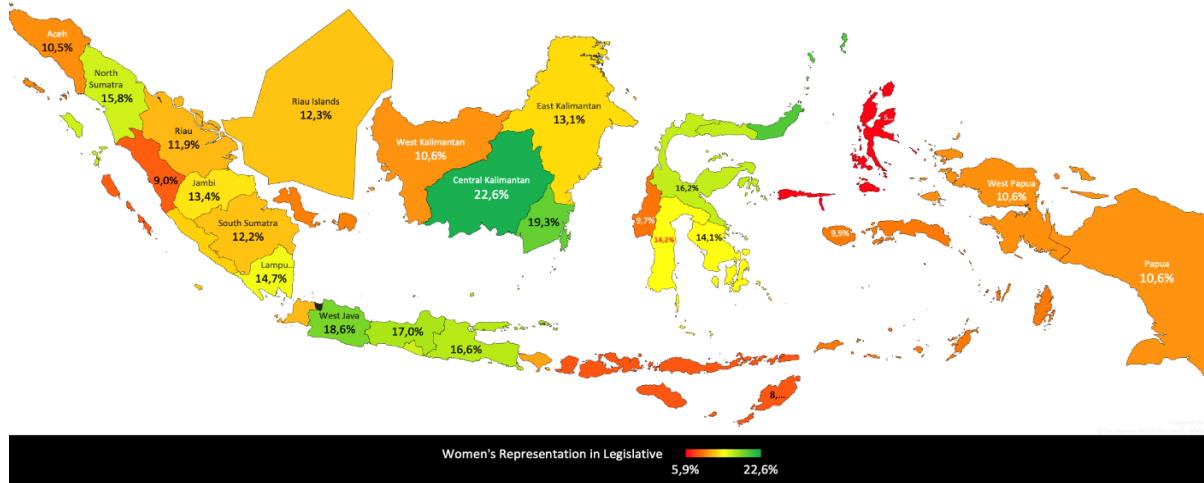 Aceh
10,5%
North
Sumatra
15,8%
Riau
11,9%
Riau Islands
12,3%
9,0%
Jambi
13,4%
South Sumatra
12,2%
Lampu...
14,7%
West Java
18,6%
17,0%
16,6%
West Kalimantan
10,6%
Central Kalimantan
22,6%
East Kalimantan
13,1%
19,3%
16,2%
9,7%
14,2%
14,1%
8,...
5...
9,9%
West Papua
10,6%
Papua
10,6%
Women's Representation in Legislative
5,9%
22,6%